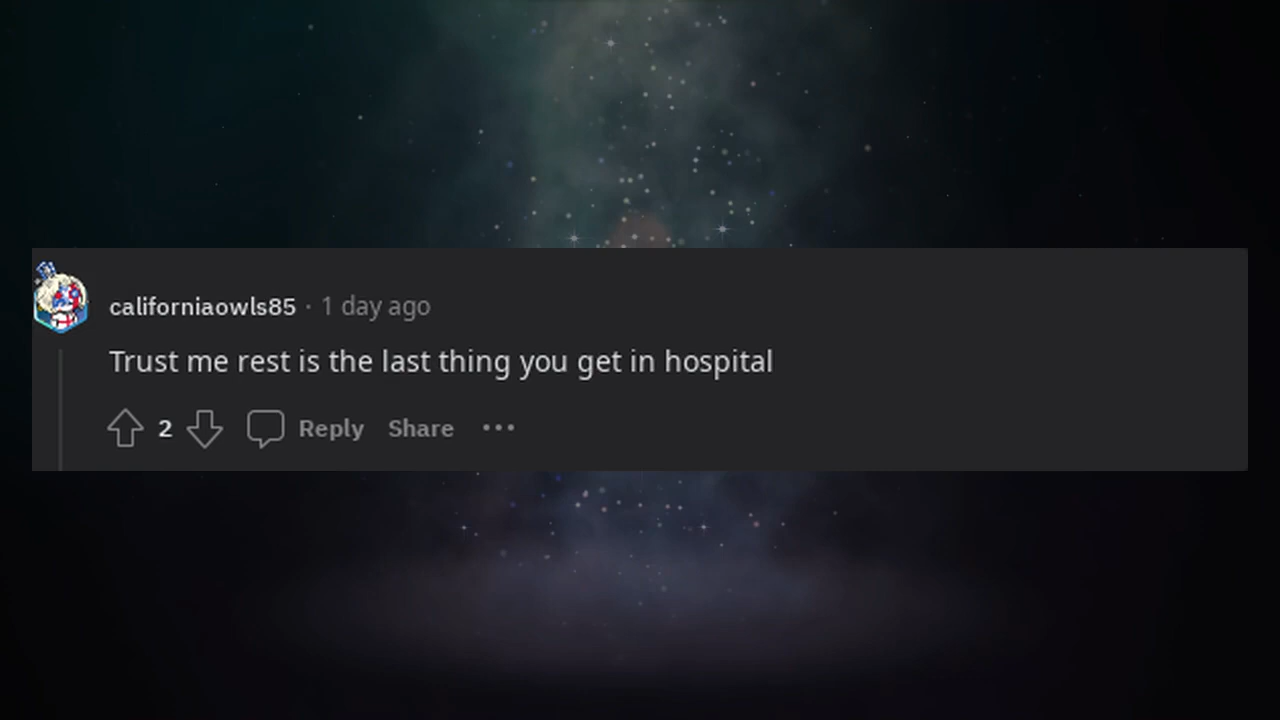 californiaowls85 · 1 day ago
Trust me rest is the last thing you get in hospital
2 Reply Share •••